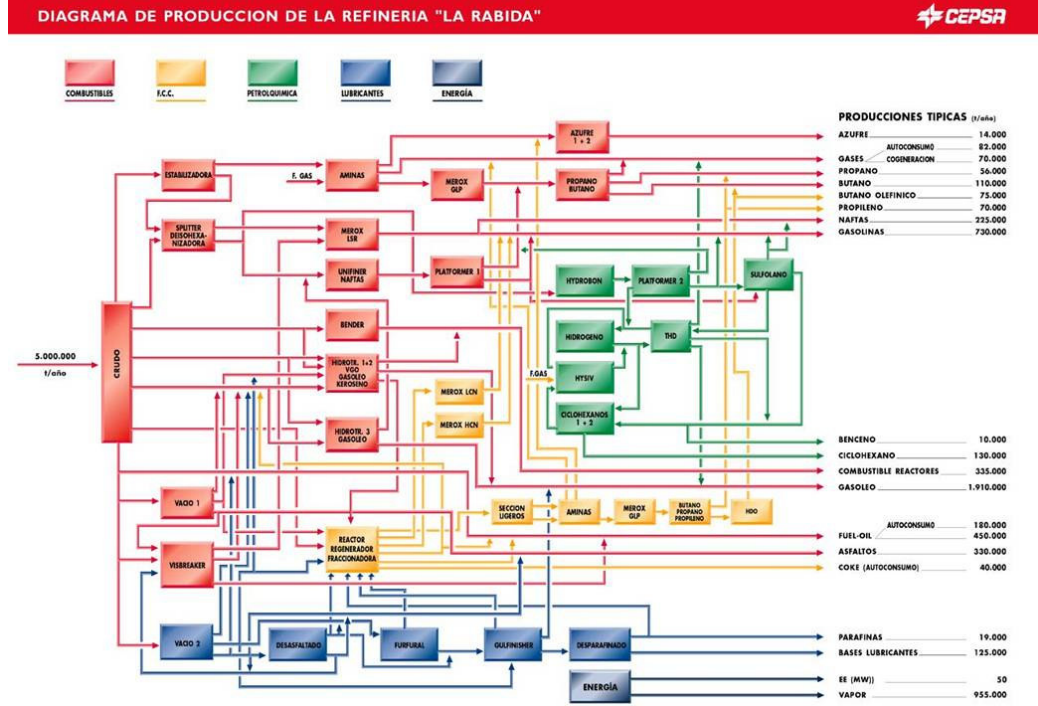 DIAGRAMA DE PRODUCCION DE LA REFINERIA "LA RABIDA"
CEPSA
COMBUSTIBLES
F.C.C.
PETROLQUIMICA
LUBRICANTES
ENERGÍA
PRODUCCIONES TIPICAS (t/año)
AZUFRE 14.000
AUTOCONSUMO 82.000
GASES COGENERACION 70.000
PROPANO 56.000
BUTANO 110.000
BUTANO OLEFINICO 75.000
PROPILENO 70.000
NAFTAS 225.000
GASOLINAS 730.000
BENCENO 10.000
CICLOHEXANO 130.000
COMBUSTIBLE REACTORES 335.000
GASOLEO 1.910.000
AUTOCONSUMO 180.000
FUEL-OIL 450.000
ASFALTOS 330.000
COKE (AUTOCONSUMO) 40.000
PARAFINAS 19.000
BASES LUBRICANTES 125.000
EE (MW)) 50
VAPOR 955.000
5.000.000
t/año
CRUDO
ESTABILIZADORA
F. GAS
AMINAS
AZUFRE
1 + 2
MEROX
GLP
PROPANO
BUTANO
SPLITTER
DEISOHEXA-
NIZADORA
MEROX
LSR
UNIFINER
NAFTAS
PLATFORMER 1
HYDROBON
PLATFORMER 2
SULFOLANO
BENDER
HIDROGENO
THD
HIDROTR. 1+2
VGO
GASOLEO
KEROSENO
F.GAS
HYSIV
MEROX LCN
MEROX HCN
CICLOHEXANOS
1 + 2
HIDROTR. 3
GASOLEO
VACIO 1
SECCION
LIGEROS
AMINAS
MEROX
GLP
BUTANO
PROPANO
PROPILENO
HDO
REACTOR
REGENERADOR
FRACCIONADORA
VISBREAKER
VACIO 2
DESASFALTADO
FURFURAL
GULFINISHER
DESPARAFINADO
ENERGÍA